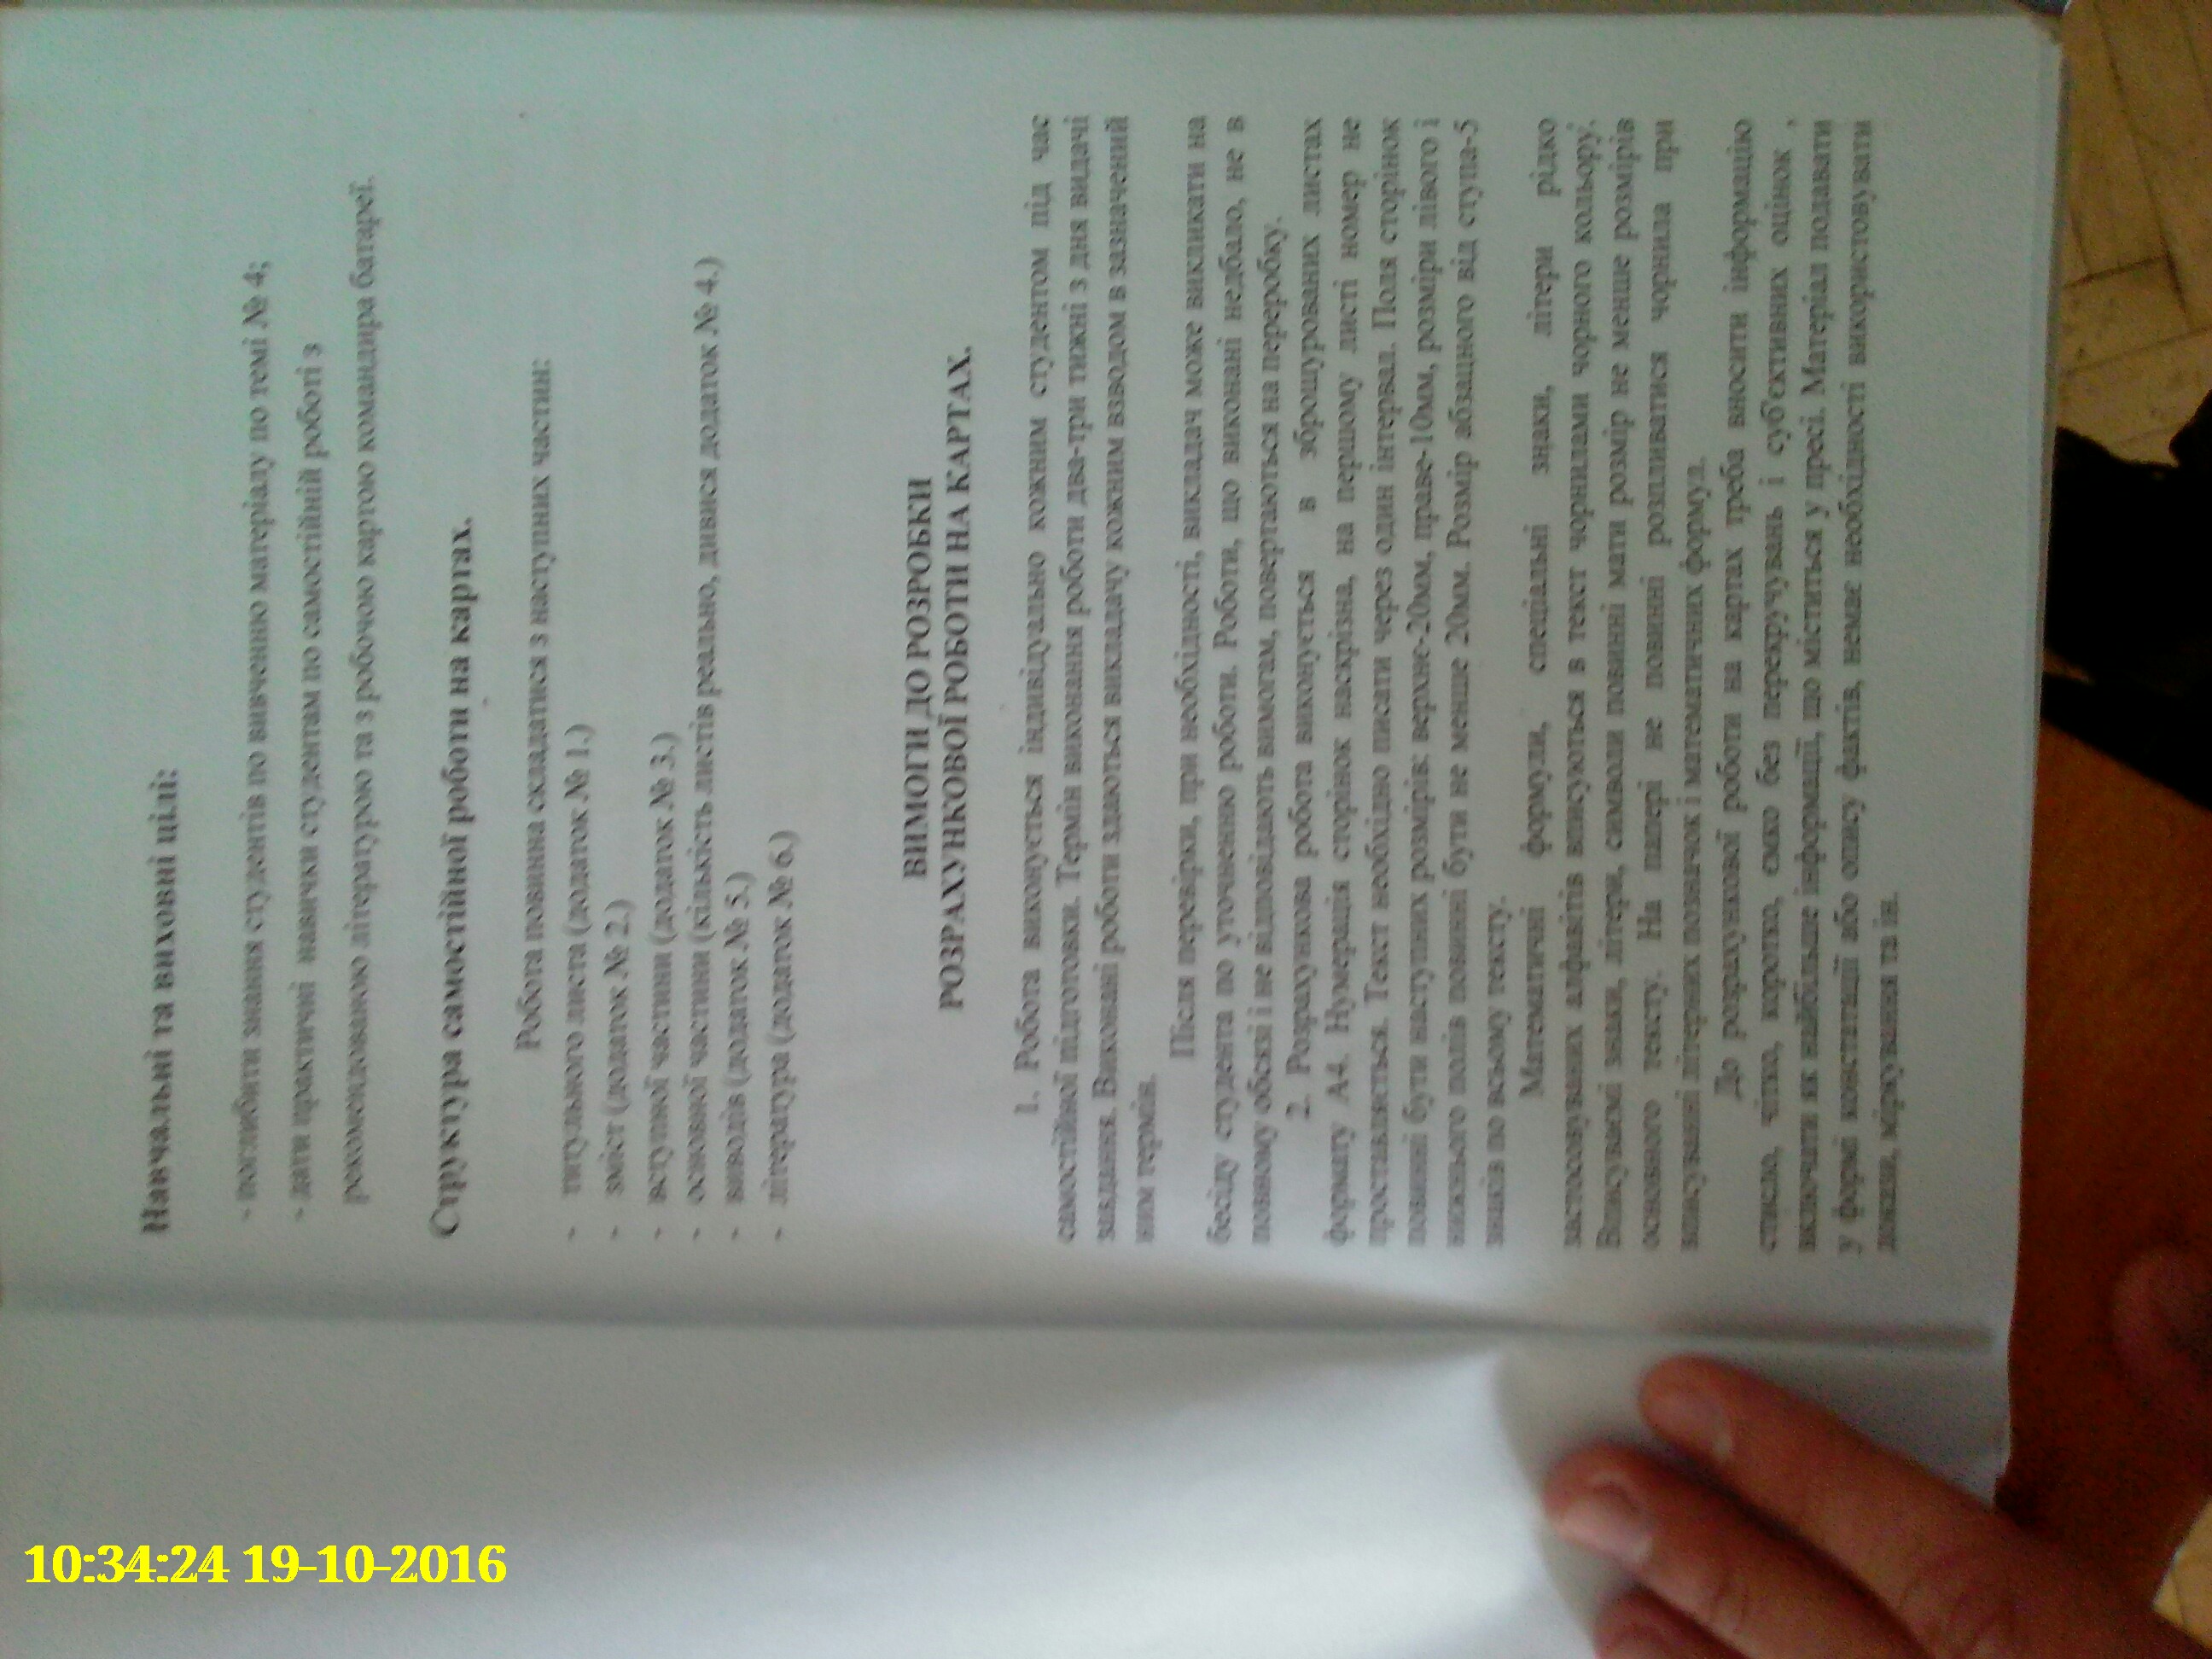 10:34:24 19-10-2016
Навчальні та виховні цілі:
- поглибити знання студентів по вивченню матеріалу по темі № 4;
- дати практичні навички студентам по самостійній роботі з
рекомендованою літературою та з робочою картою командира батареї.
Структура самостійної роботи на картах.
Робота повинна складатися з наступних частин:
- титульного листа (додаток № 1.)
- зміст (додаток № 2.)
- вступної частини (додаток № 3.)
- основної частини (кількість листів реально, дивися додаток № 4.)
- виводів (додаток № 5.)
- література (додаток № 6.)
ВИМОГИ ДО РОЗРОБКИ
РОЗРАХУНКОВОЇ РОБОТИ НА КАРТАХ.
1. Робота виконується індивідуально кожним студентом під час
самостійної підготовки. Термін виконання роботи два-три тижні з дня видачі
завдання. Виконані роботи здаються викладачу кожним взводом в зазначений
ним термін.
Після перевірки, при необхідності, викладач може викликати на
бесіду студента по уточненню роботи. Роботи, що виконані недбало, не в
повному обсязі і не відповідають вимогам, повертаються на переробку.
2. Розрахункова робота виконується в зброшурованих листах
формату А4. Нумерація сторінок наскрізна, на першому листі номер не
проставляється. Текст необхідно писати через один інтервал. Поля сторінок
повинні бути наступних розмірів: верхнє-20мм, праве-10мм, розміри лівого і
нижнього полів повинні бути не менше 20мм. Розмір абзацного від ступа-5
знаків по всьому тексту.
Математичні формули, спеціальні знаки, літери рідко
застосовуваних алфавітів вписуються в текст чорнилами чорного кольору.
Вписуваємі знаки, літери, символи повинні мати розмір не менше розмірів
основного тексту. На папері не повинні розпливатися чорнила при
вписуванні літерних позначок і математичних формул.
До розрахункової роботи на картах треба вносити інформацію
стисло, чітко, коротко, ємко без перекручувань і суб'єктивних оцінок ,
включати як найбільше інформації, що міститься у пресі. Матеріал подавати
у формі констатації або опису фактів, немає необхідності використовувати
докази, міркування та ін.